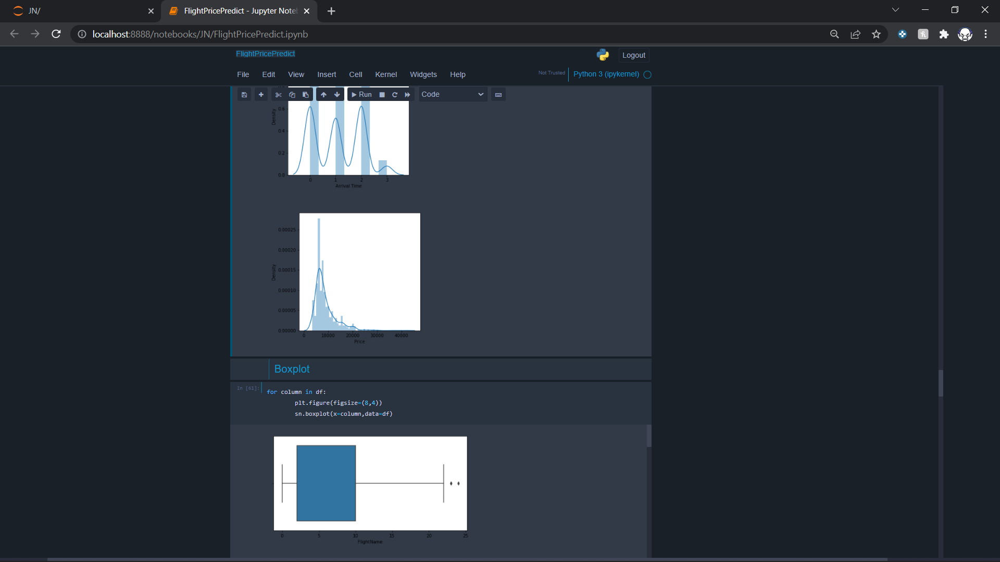 JN/
FlightPricePredict - Jupyter Note
localhost:8888/notebooks/JN/FlightPricePredict.ipynb
FlightPricePredict
Logout
File Edit View Insert Cell Kernel Widgets Help
Not Trusted
Python 3 (ipykernel)
Run
Code
0.6
0.4
0.2
0.0
Density
0 1 2 3
Arrival Time
0.00025
0.00020
0.00015
0.00010
0.00005
0.00000
Density
0 10000 20000 30000 40000
Price
Boxplot
In [61]:
for column in df:
plt.figure(figsize=(8,4))
sn.boxplot(x=column,data=df)
0 5 10 15 20 25
FlightName